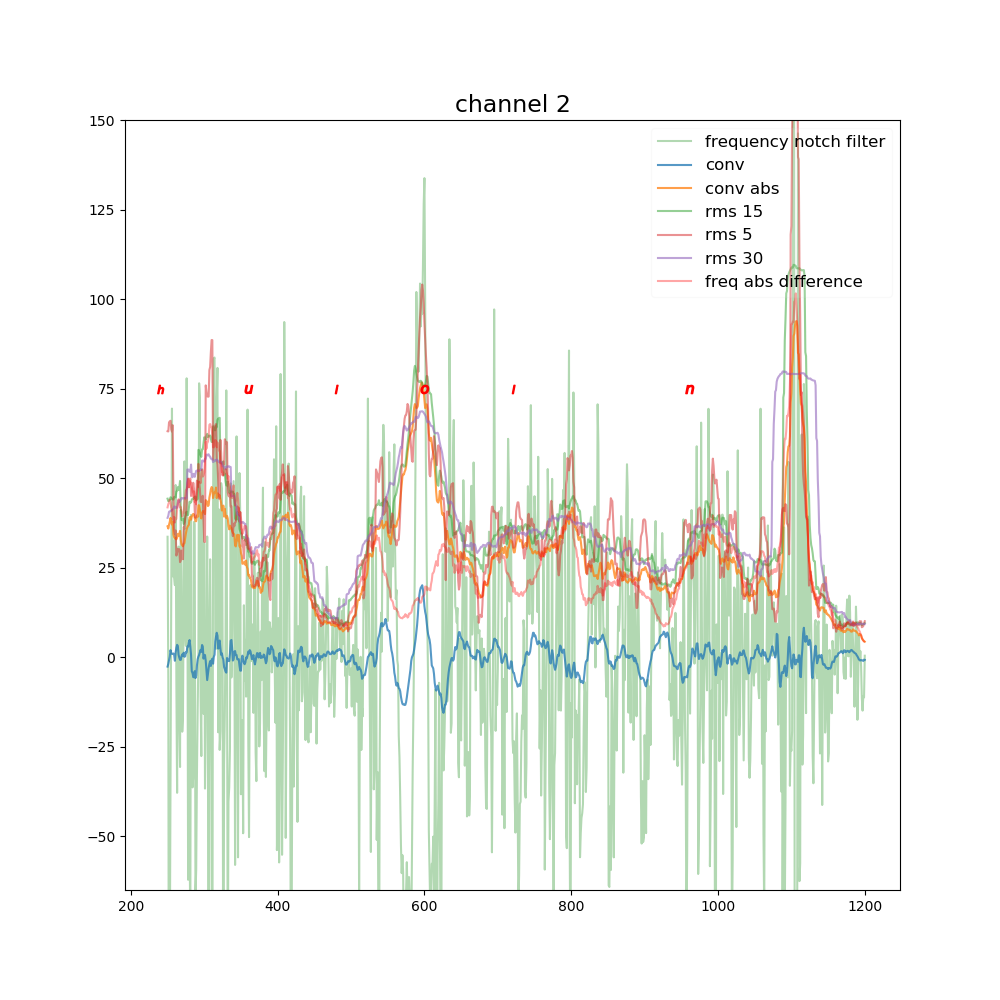 channel 2
150
125
100
75
50
25
0
−25
−50
frequency notch filter
conv
conv abs
rms 15
rms 5
rms 30
freq abs difference
h u l o l n
200 400 600 800 1000 1200